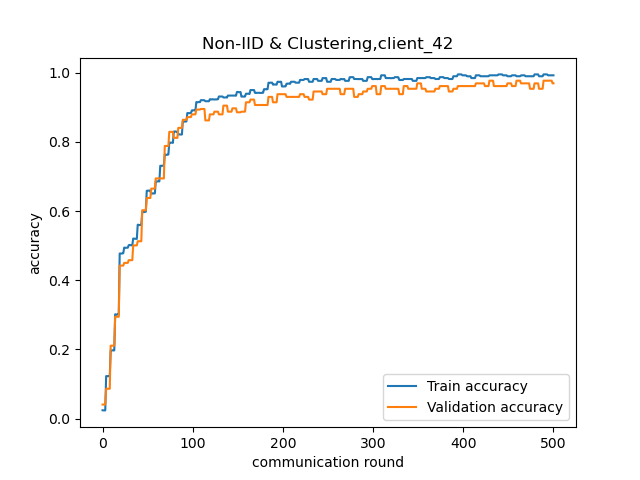 Non-IID & Clustering,client_42
1.0
0.8
0.6
0.4
0.2
0.0
accuracy
0 100 200 300 400 500
communication round
Train accuracy
Validation accuracy